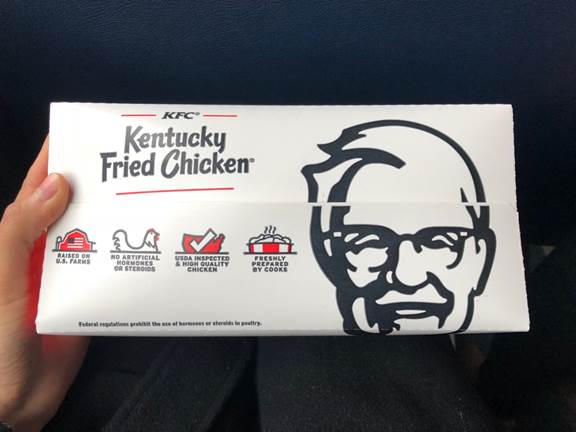 KFC®
Kentucky
Fried Chicken®
RAISED ON
U.S. FARMS
NO ARTIFICIAL
HORMONES
OR STEROIDS
USDA INSPECTED
& HIGH QUALITY
CHICKEN
FRESHLY
PREPARED
BY COOKS
Federal regulations prohibit the use of hormones or steroids in poultry.